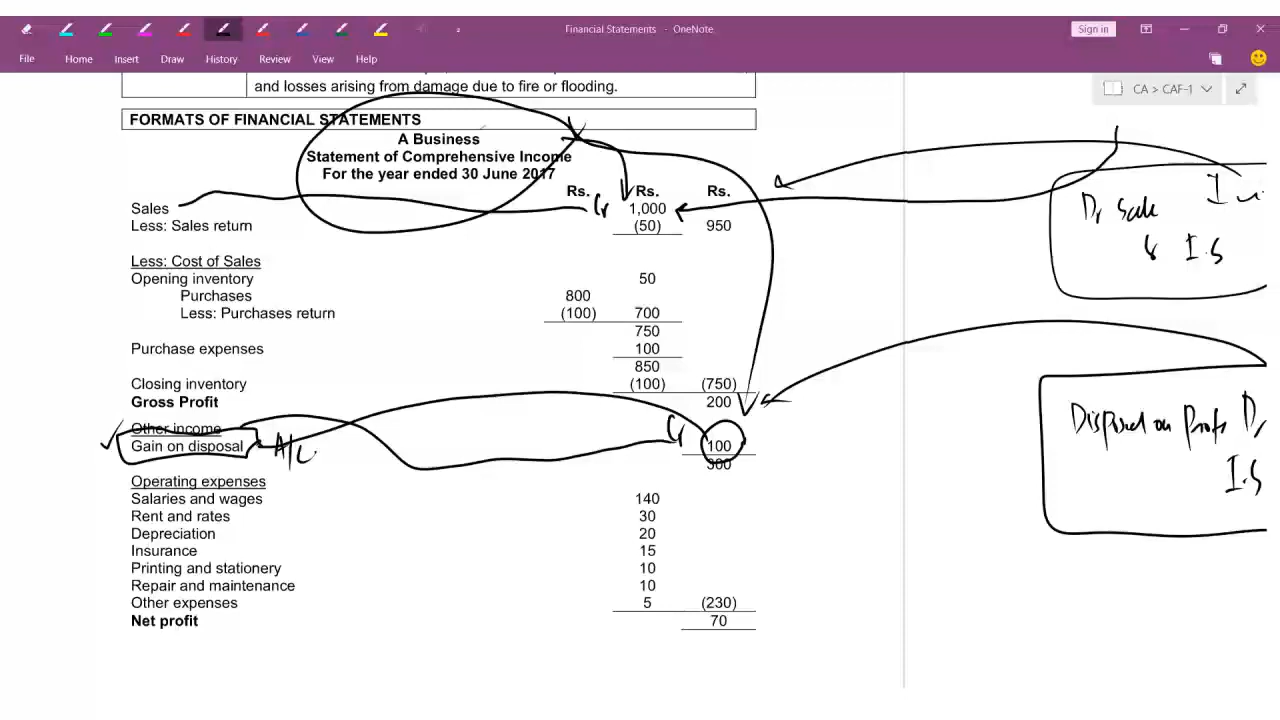 Financial Statements - OneNote
Sign in
File Home Insert Draw History Review View Help
CA > CAF-1
and losses arising from damage due to fire or flooding.
FORMATS OF FINANCIAL STATEMENTS
A Business
Statement of Comprehensive Income
For the year ended 30 June 2017
Rs. Rs. Rs.
Sales Cr 1,000
Less: Sales return (50) 950
Less: Cost of Sales
Opening inventory 50
Purchases 800
Less: Purchases return (100) 700
750
Purchase expenses 100
850
Closing inventory (100) (750)
Gross Profit 200
Other income
Gain on disposal A/C Cr 100
300
Operating expenses
Salaries and wages 140
Rent and rates 30
Depreciation 20
Insurance 15
Printing and stationery 10
Repair and maintenance 10
Other expenses 5 (230)
Net profit 70
Dr Sale
I.S
Disposal on Profit Dr
I.S